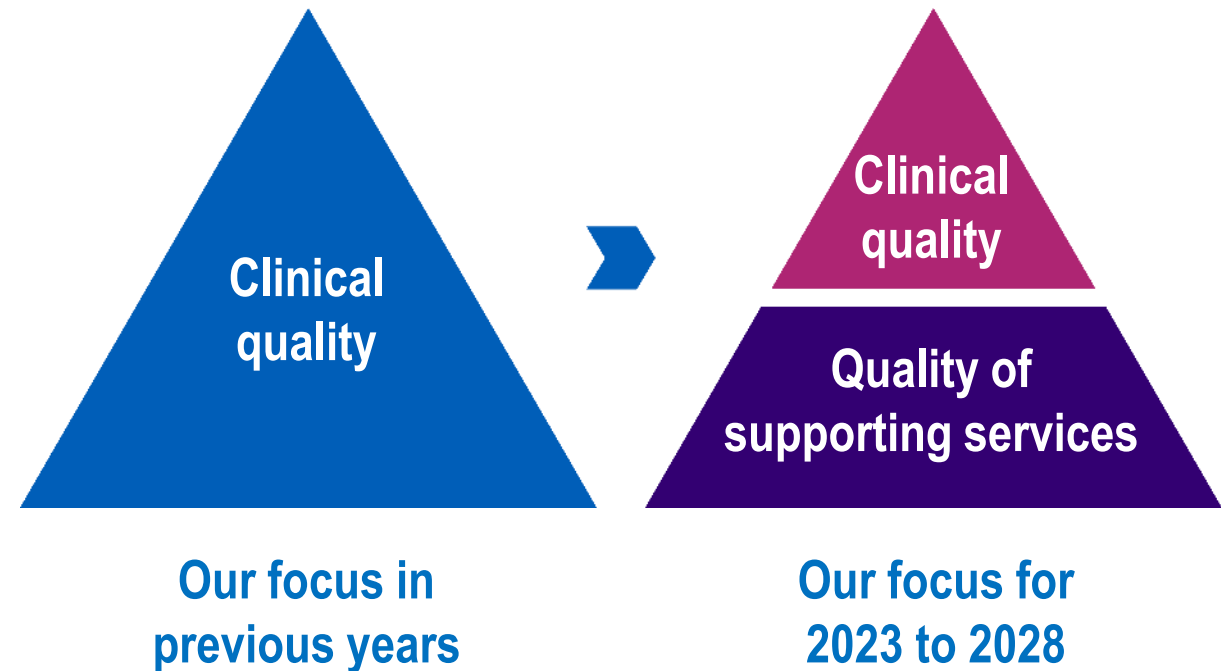 Clinical
quality
Our focus in
previous years
Clinical
quality
Quality of
supporting services
Our focus for
2023 to 2028